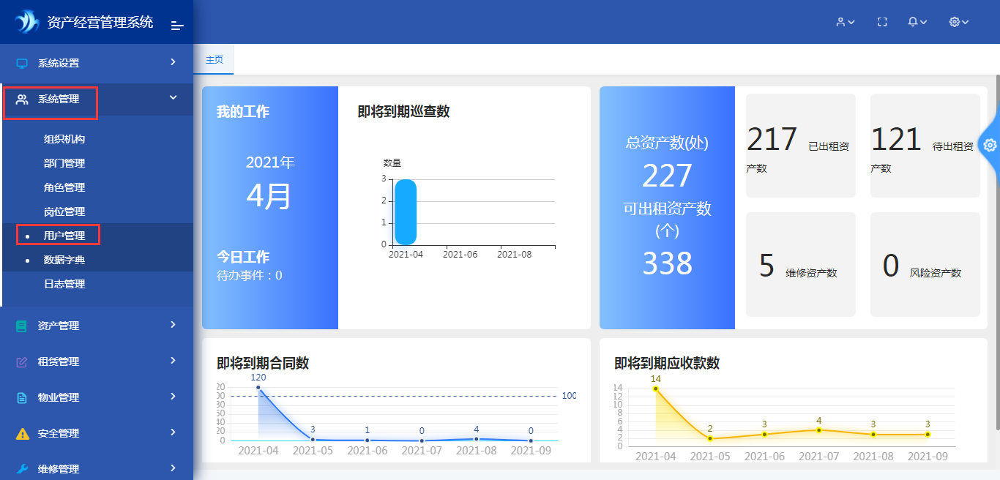 资产经营管理系统
系统设置
系统管理
组织机构
部门管理
角色管理
岗位管理
用户管理
数据字典
日志管理
资产管理
租赁管理
物业管理
安全管理
维修管理
主页
我的工作
2021年
4月
今日工作
待办事件：0
即将到期巡查数
数量
3
2
1
0
2021-04 2021-06 2021-08
总资产数(处)
227
可出租资产数
(个)
338
217 已出租资
产数
121 待出租资
产数
5 维修资产数
0 风险资产数
即将到期合同数
120
20
00
80
60
40
20
0
100
3 1 0 4 0
2021-04 2021-05 2021-06 2021-07 2021-08 2021-09
即将到期应收款数
14
14
12
10
8
6
4
2
0
2 3 4 3 3
2021-04 2021-05 2021-06 2021-07 2021-08 2021-09